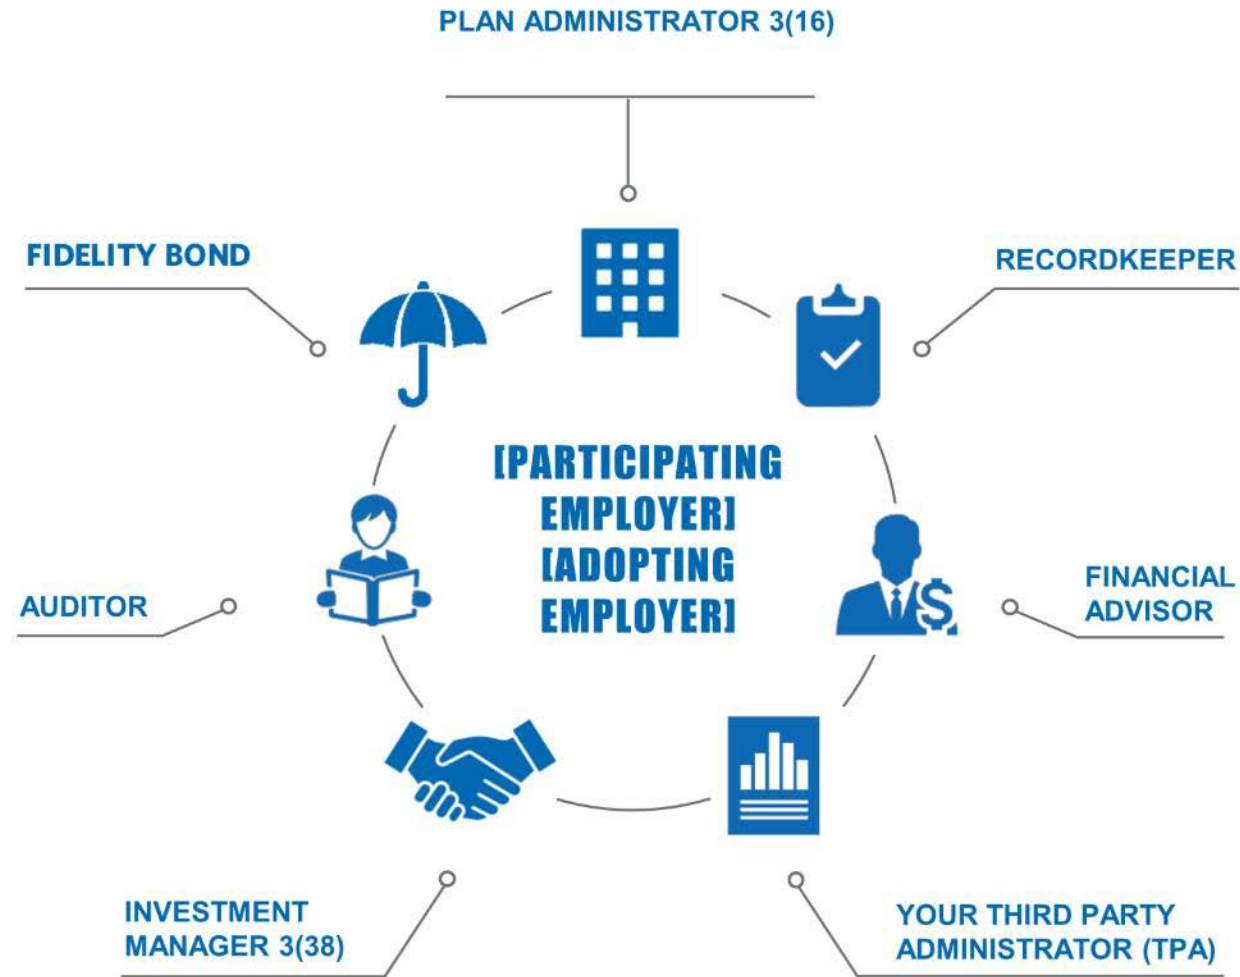 PLAN ADMINISTRATOR 3(16)
FIDELITY BOND
RECORDKEEPER
[PARTICIPATING
EMPLOYER]
[ADOPTING
EMPLOYER]
AUDITOR
FINANCIAL
ADVISOR
INVESTMENT
MANAGER 3(38)
YOUR THIRD PARTY
ADMINISTRATOR (TPA)